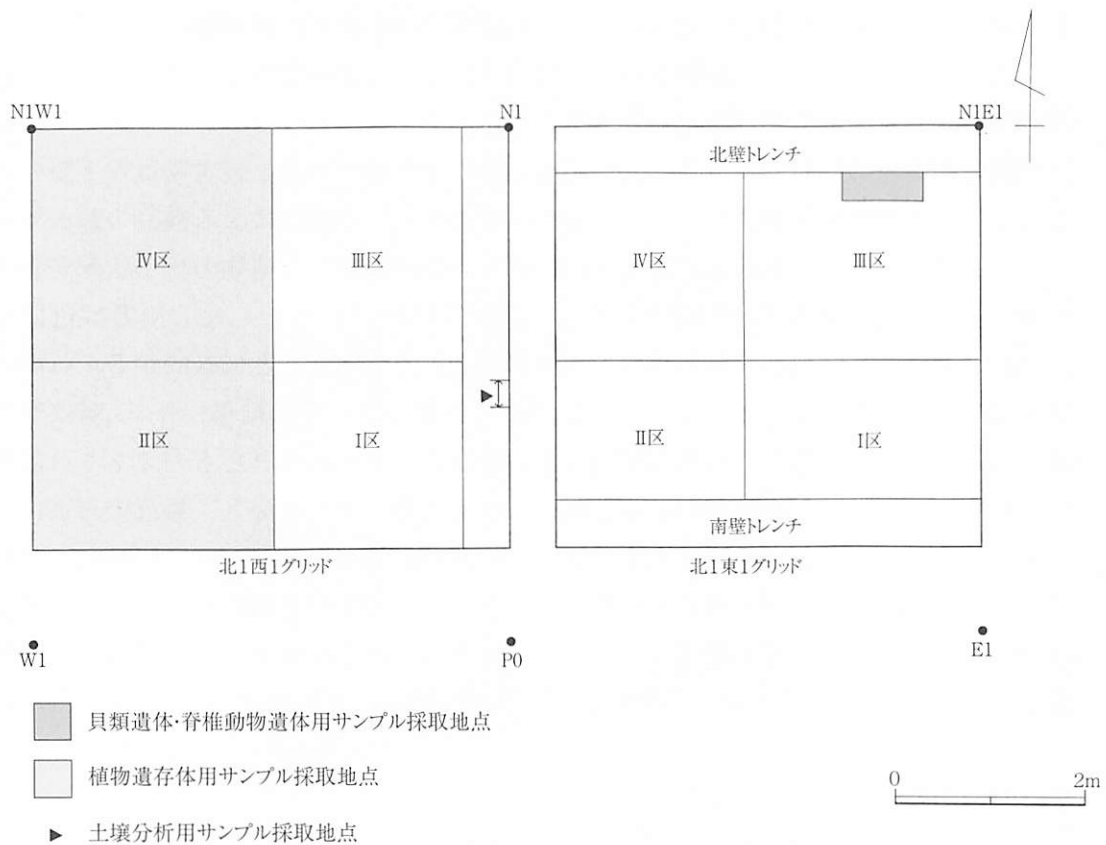 N1W1
N1
N1E1
北壁トレンチ
Ⅳ区
Ⅲ区
Ⅳ区
Ⅲ区
Ⅱ区
Ⅰ区
Ⅱ区
Ⅰ区
南壁トレンチ
北1西1グリッド
北1東1グリッド
W1
P0
E1
貝類遺体・脊椎動物遺体用サンプル採取地点
植物遺存体用サンプル採取地点
0
2m
土壌分析用サンプル採取地点